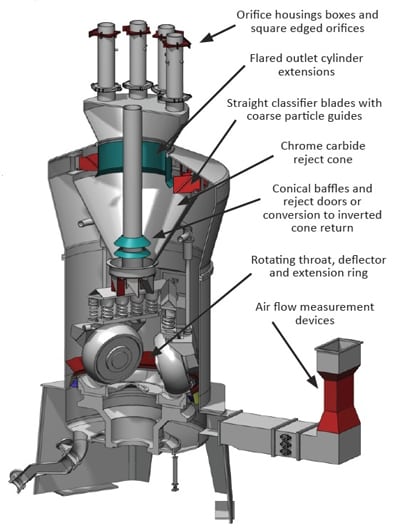 Orifice housings boxes and
square edged orifices
Flared outlet cylinder
extensions
Straight classifier blades with
coarse particle guides
Chrome carbide
reject cone
Conical baffles and
reject doors or
conversion to inverted
cone return
Rotating throat, deflector
and extension ring
Air flow measurement
devices